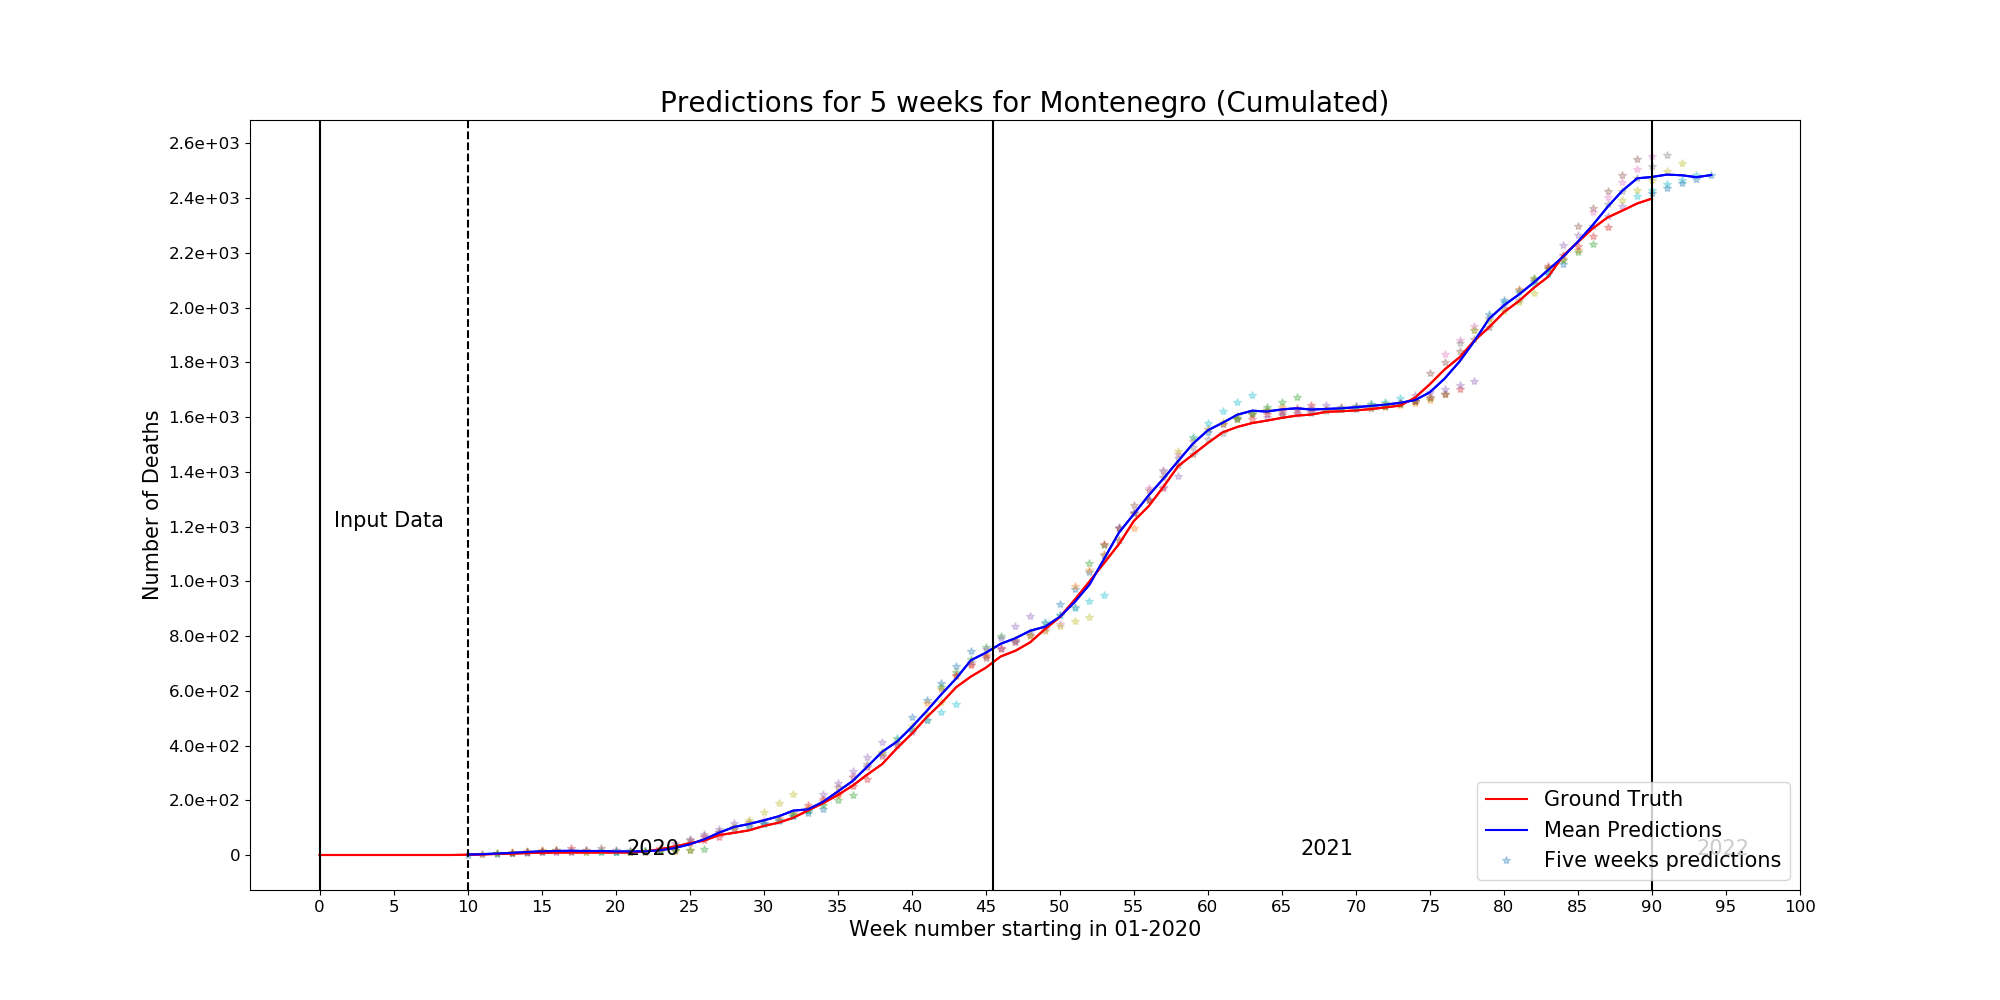 Predictions for 5 weeks for Montenegro (Cumulated)
2.6e+03
2.4e+03
2.2e+03
2.0e+03
1.8e+03
1.6e+03
1.4e+03
1.2e+03
1.0e+03
8.0e+02
6.0e+02
4.0e+02
2.0e+02
0
Number of Deaths
Input Data
2020
2021
2022
Ground Truth
Mean Predictions
Five weeks predictions
0 5 10 15 20 25 30 35 40 45 50 55 60 65 70 75 80 85 90 95 100
Week number starting in 01-2020